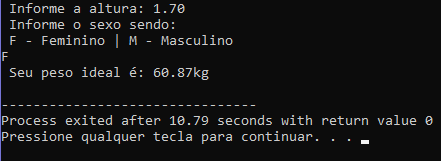 Informe a altura: 1.70
Informe o sexo sendo:
F - Feminino | M - Masculino
F
Seu peso ideal é: 60.87kg
--------------------------------
Process exited after 10.79 seconds with return value 0
Pressione qualquer tecla para continuar. . .